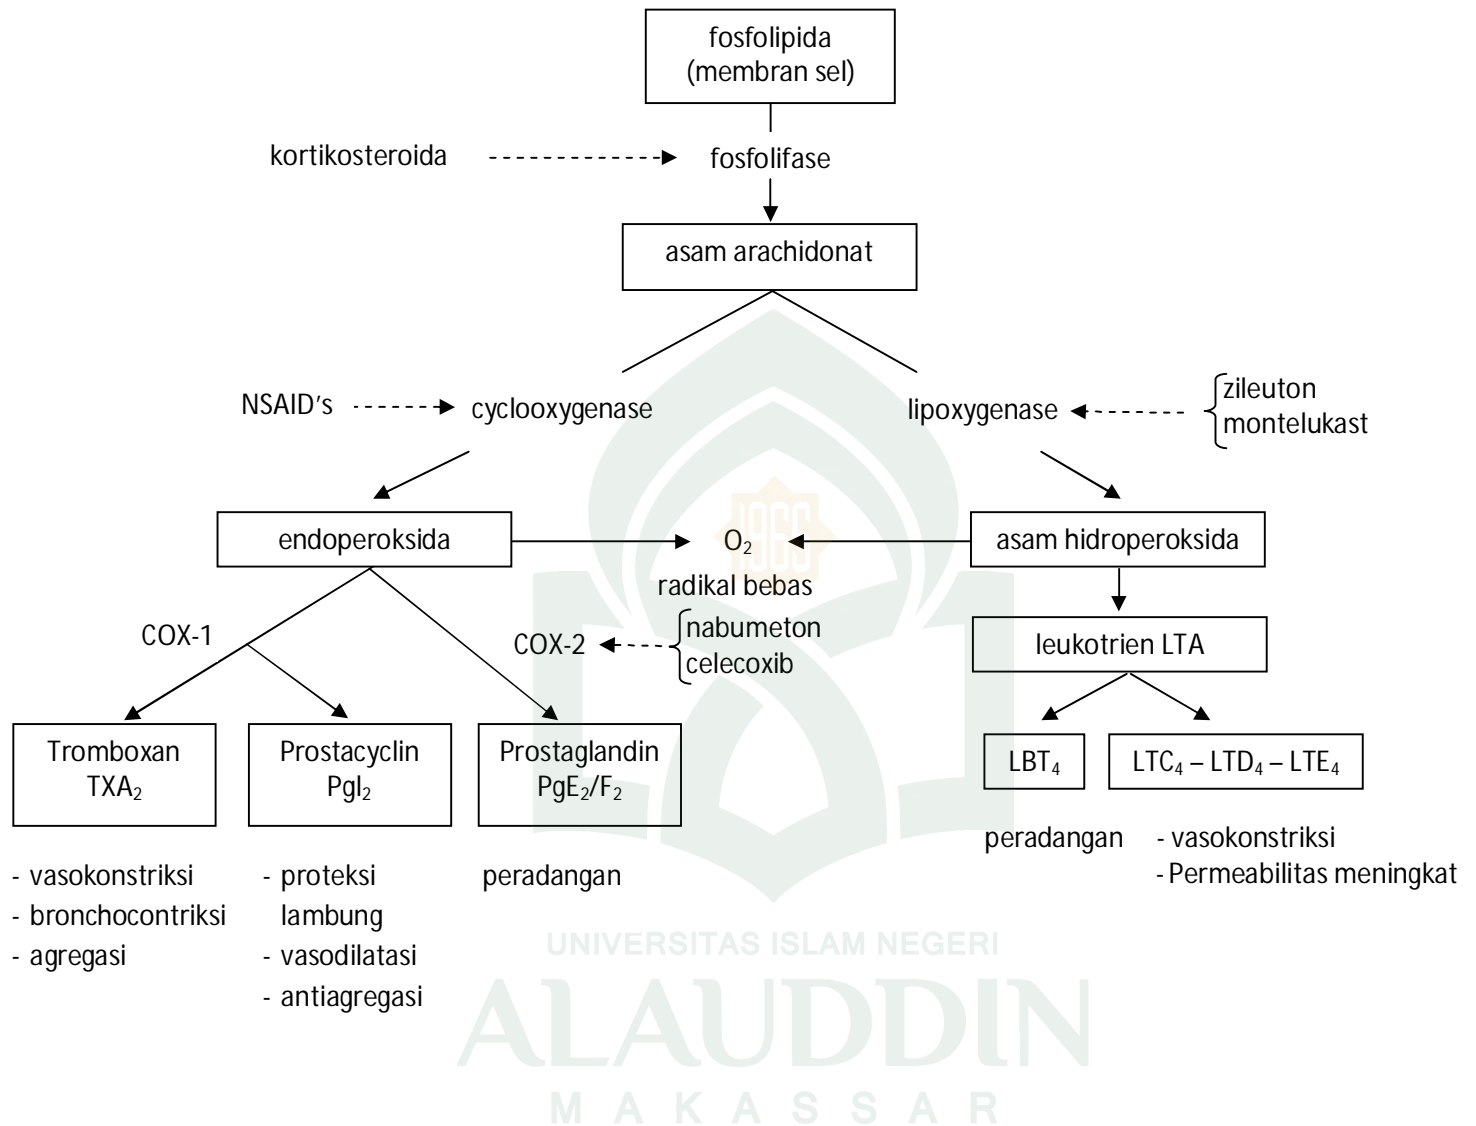 fosfolipida
(membran sel)
kortikosteroida
fosfolifase
asam arachidonat
NSAID's
cyclooxygenase
lipoxygenase
zileuton
montelukast
endoperoksida
O₂
asam hidroperoksida
radikal bebas
COX-1
COX-2
nabumeton
celecoxib
leukotrien LTA
Tromboxan
TXA₂
Prostacyclin
PgI₂
Prostaglandin
PgE₂/F₂
LBT₄
LTC₄ – LTD₄ – LTE₄
- vasokonstriksi
- bronchocontriksi
- agregasi
- proteksi
lambung
- vasodilatasi
- antiagregasi
peradangan
peradangan
- vasokonstriksi
- Permeabilitas meningkat
1965
UNIVERSITAS ISLAM NEGERI
ALAUDDIN
MAKASSAR